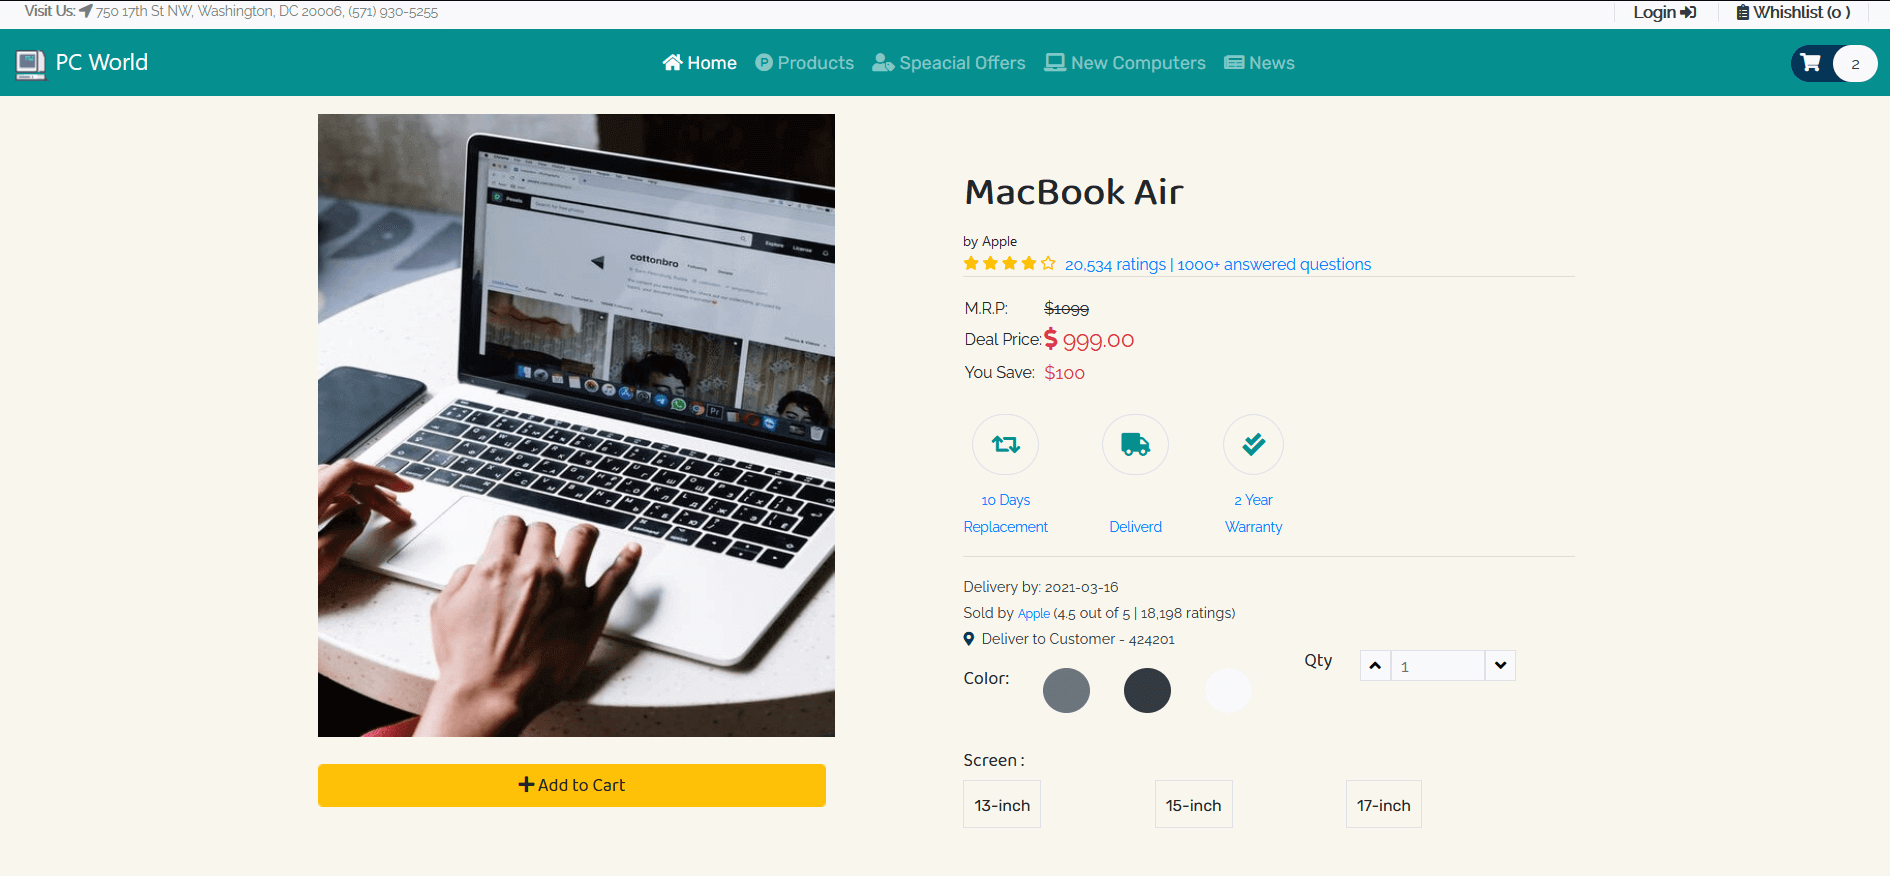 Visit Us: 750 17th St NW, Washington, DC 20006, (571) 930-5255
Login
Whishlist (0 )
PC World
Home
Products
Speacial Offers
New Computers
News
2
cottonbro
MacBook Air
by Apple
20,534 ratings | 1000+ answered questions
M.R.P: $1099
Deal Price: $ 999.00
You Save: $100
10 Days
Replacement
Deliverd
2 Year
Warranty
Delivery by: 2021-03-16
Sold by Apple (4.5 out of 5 | 18,198 ratings)
Deliver to Customer - 424201
Color:
Qty
1
Screen :
13-inch
15-inch
17-inch
Add to Cart